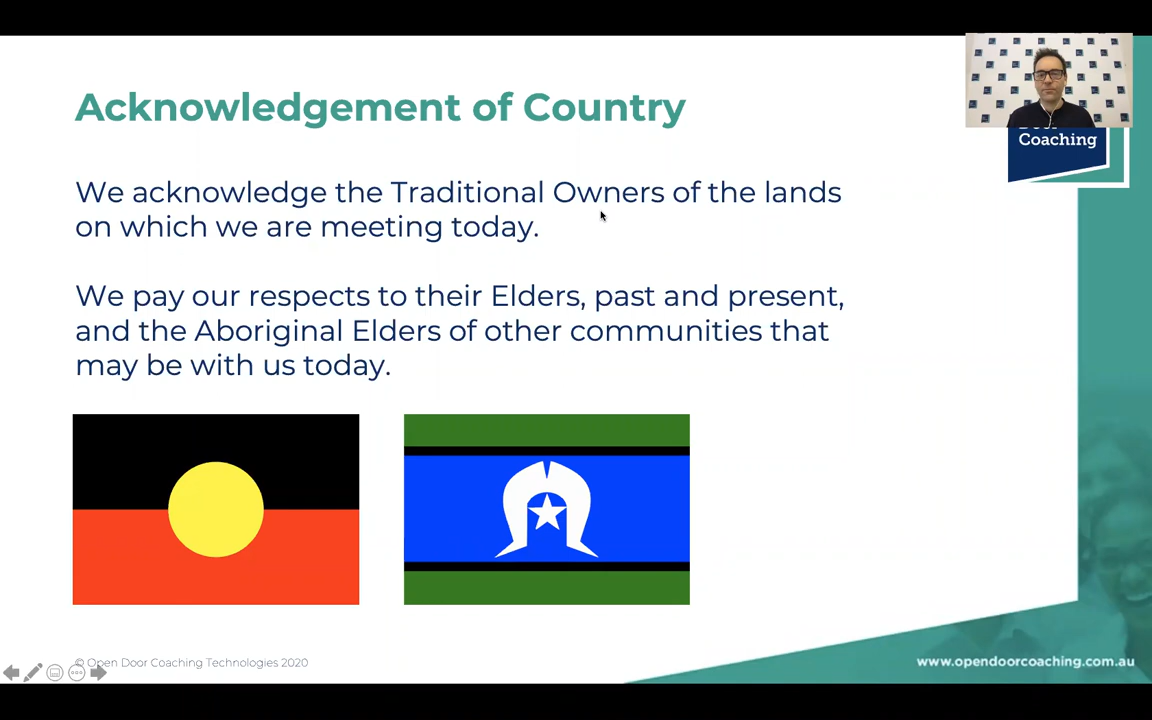 Acknowledgement of Country
Coaching
We acknowledge the Traditional Owners of the lands
on which we are meeting today.
We pay our respects to their Elders, past and present,
and the Aboriginal Elders of other communities that
may be with us today.
© Open Door Coaching Technologies 2020
www.opendoorcoaching.com.au